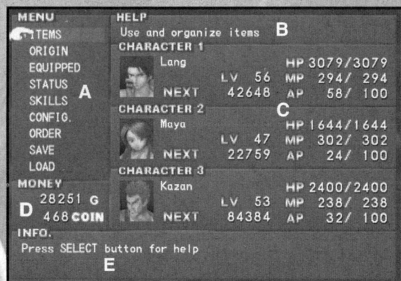 MENU
ITEMS
ORIGIN
EQUIPPED
STATUS
A
SKILLS
CONFIG.
ORDER
SAVE
LOAD
MONEY
D
28251 G
468 COIN
HELP
Use and organize items B
CHARACTER 1
Lang HP 3079/3079
LV 56 MP 294/ 294
NEXT 42648 AP 58/ 100
C
CHARACTER 2
Maya HP 1644/1644
LV 47 MP 302/ 302
NEXT 22759 AP 24/ 100
CHARACTER 3
Kazan HP 2400/2400
LV 53 MP 238/ 238
NEXT 84384 AP 32/ 100
INFO.
Press SELECT button for help
E